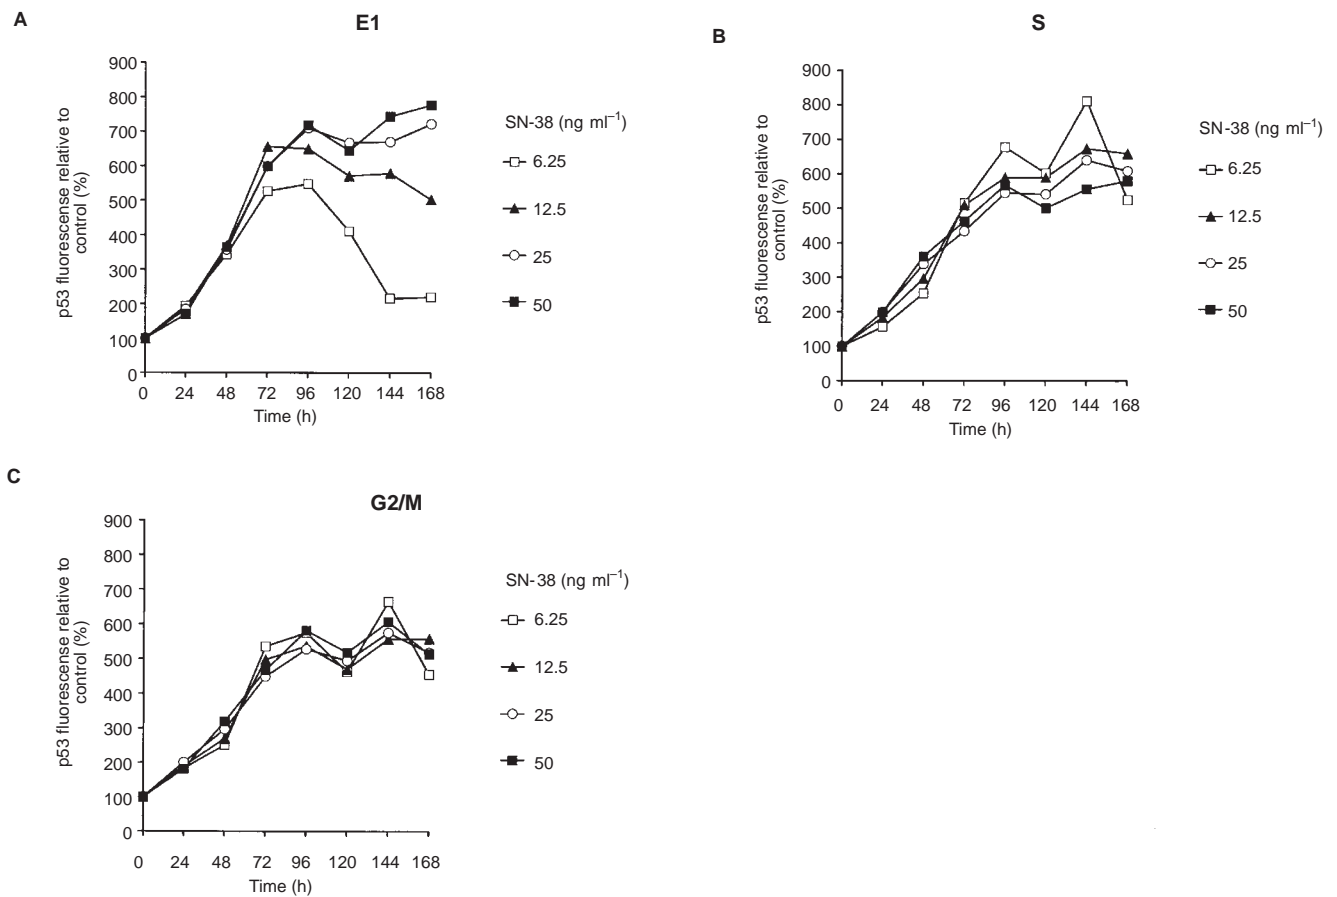 A
E1
p53 fluorescense relative to
control (%)
900
800
700
600
500
400
300
200
100
0
0 24 48 72 96 120 144 168
Time (h)
SN-38 (ng ml⁻¹)
6.25
12.5
25
50
B
S
p53 fluorescense relative to
control (%)
900
800
700
600
500
400
300
200
100
0
0 24 48 72 96 120 144 168
Time (h)
SN-38 (ng ml⁻¹)
6.25
12.5
25
50
C
G2/M
p53 fluorescense relative to
control (%)
900
800
700
600
500
400
300
200
100
0
0 24 48 72 96 120 144 168
Time (h)
SN-38 (ng ml⁻¹)
6.25
12.5
25
50